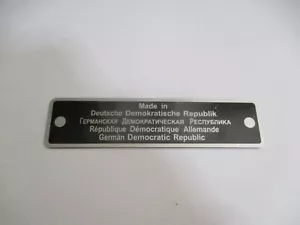 Made in
Deutsche Demokratische Republik
Германская Демократическая Республика
République Démocratique Allemande
German Democratic Republic